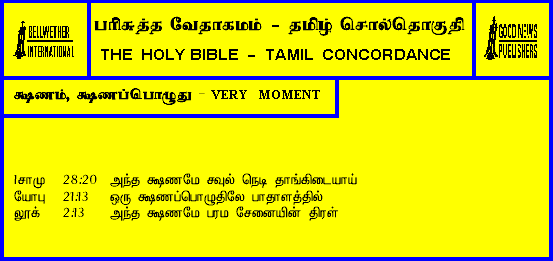 BELLWETHER
INTERNATIONAL
பரிசுத்த வேதாகமம் - தமிழ் சொல்தொகுதி
THE HOLY BIBLE - TAMIL CONCORDANCE
GOOD NEWS
PUBLISHERS
க்ஷணம், க்ஷணப்பொழுது - VERY MOMENT
1சாமு 28:20 அந்த க்ஷணமே சவுல் நெடி தாங்கிடையாய்
யோபு 21:13 ஒரு க்ஷணப்பொழுதிலே பாதாளத்தில்
லூக் 2:13 அந்த க்ஷணமே பரம சேனையின் திரள்